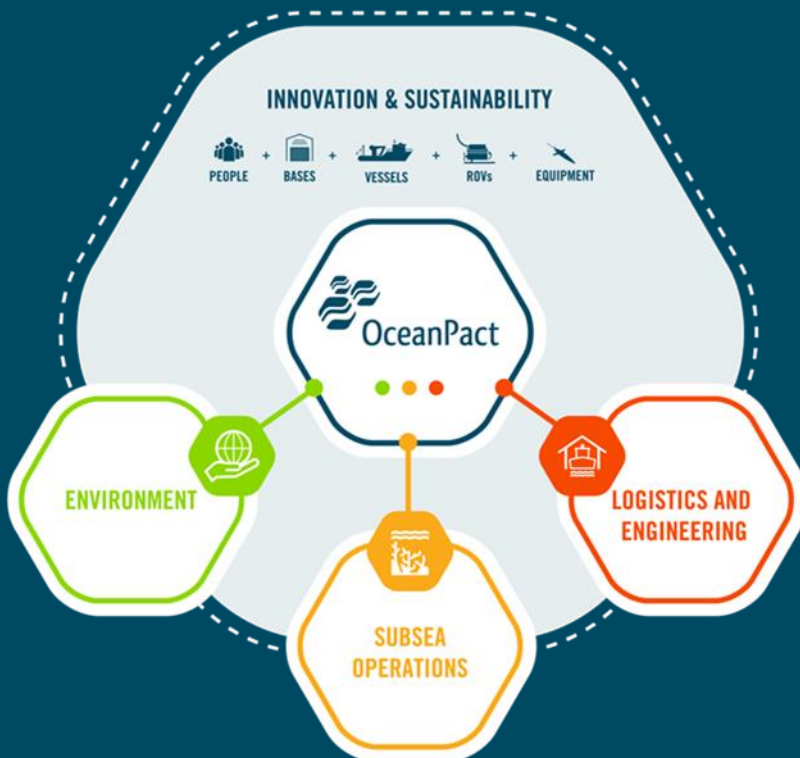 INNOVATION & SUSTAINABILITY
PEOPLE + BASES + VESSELS + ROVs + EQUIPMENT
OceanPact
ENVIRONMENT
LOGISTICS AND
ENGINEERING
SUBSEA
OPERATIONS